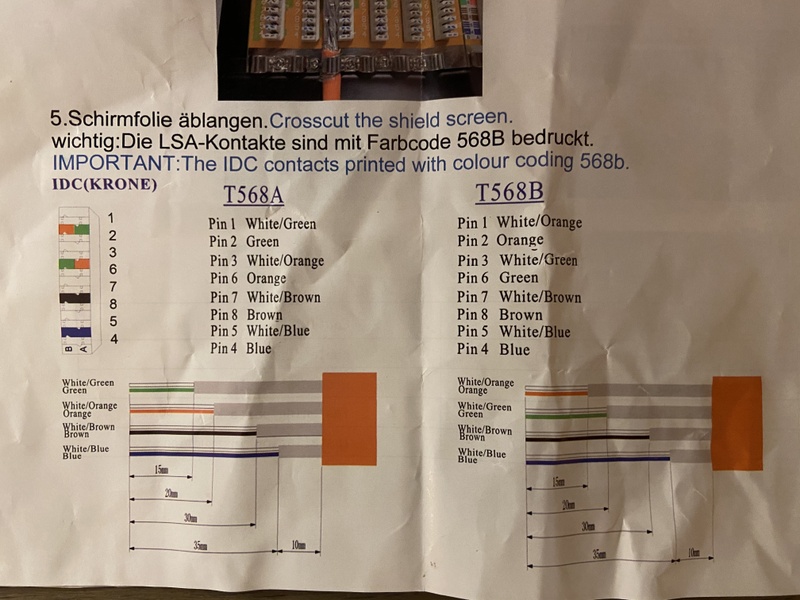 5.Schirmfolie äblangen.Crosscut the shield screen.
wichtig:Die LSA-Kontakte sind mit Farbcode 568B bedruckt.
IMPORTANT:The IDC contacts printed with colour coding 568b.
IDC(KRONE)
T568A
T568B
1
2
3
6
7
8
5
4
B A
Pin 1 White/Green
Pin 2 Green
Pin 3 White/Orange
Pin 6 Orange
Pin 7 White/Brown
Pin 8 Brown
Pin 5 White/Blue
Pin 4 Blue
Pin 1 White/Orange
Pin 2 Orange
Pin 3 White/Green
Pin 6 Green
Pin 7 White/Brown
Pin 8 Brown
Pin 5 White/Blue
Pin 4 Blue
White/Green
Green
White/Orange
Orange
White/Brown
Brown
White/Blue
Blue
15mm
20mm
30mm
35mm
10mm
White/Orange
Orange
White/Green
Green
White/Brown
Brown
White/Blue
Blue
15mm
20mm
30mm
35mm
10mm